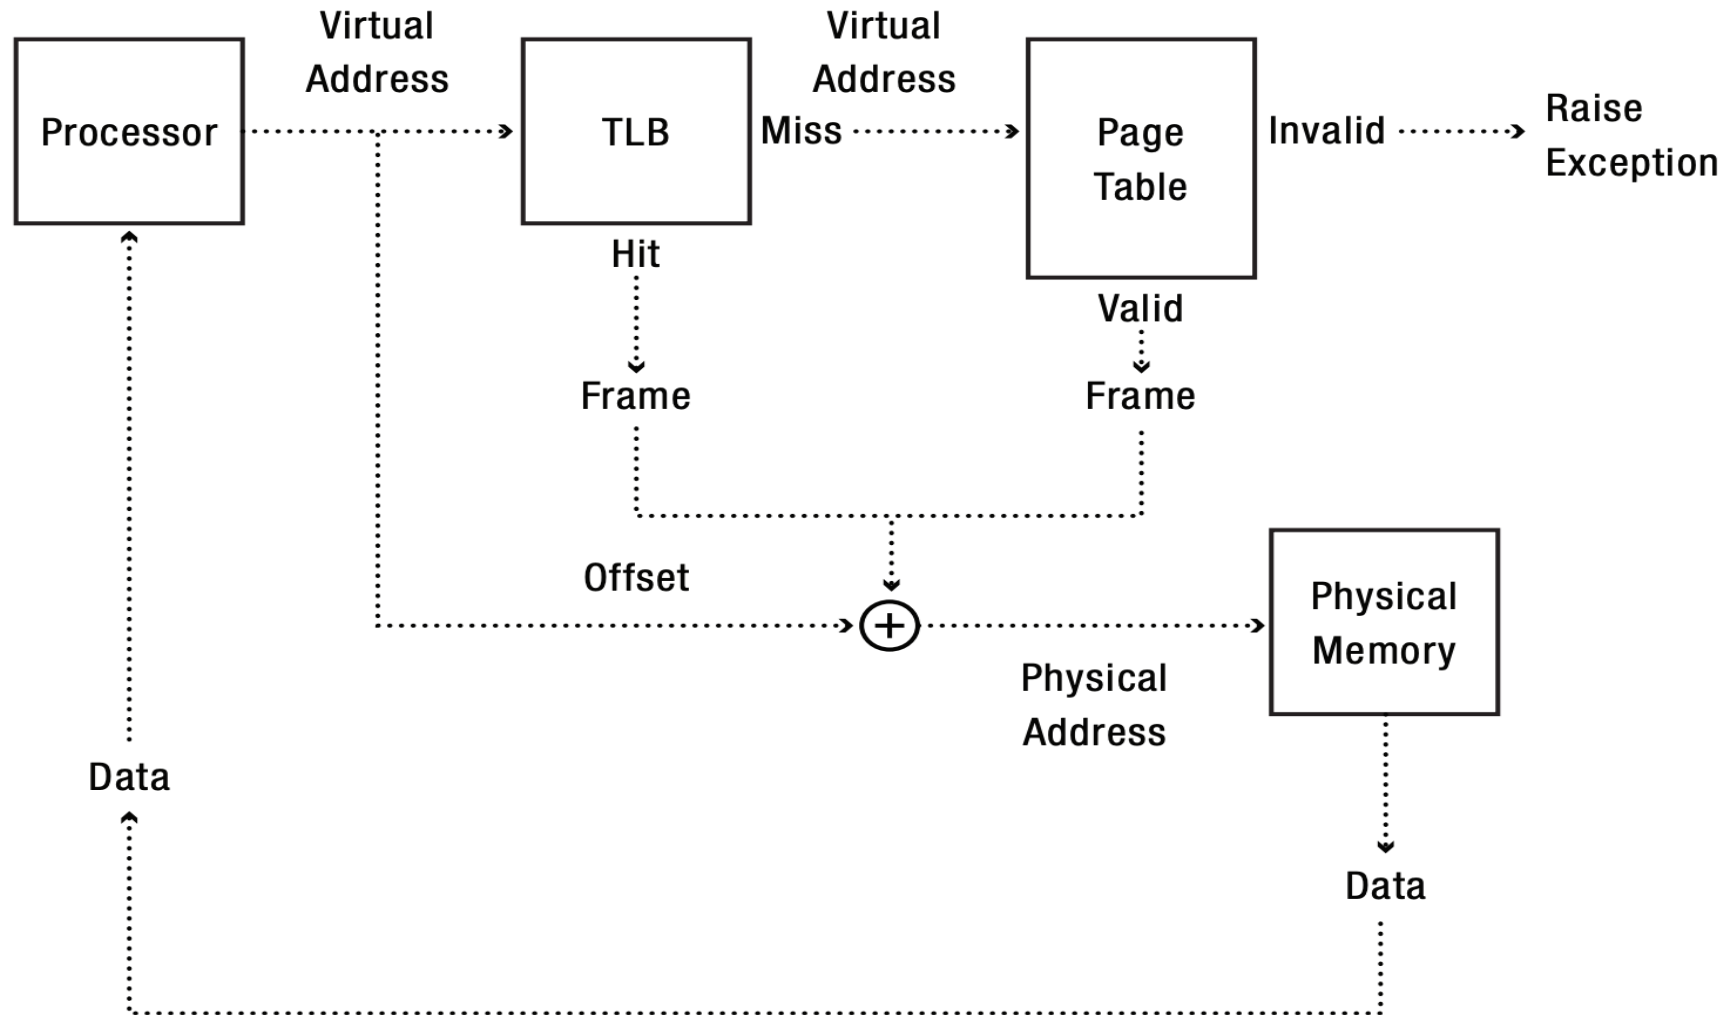 Virtual
Address
Virtual
Address
Processor
TLB
Miss
Page
Table
Invalid
Raise
Exception
Hit
Valid
Frame
Frame
Offset
+
Physical
Memory
Physical
Address
Data
Data